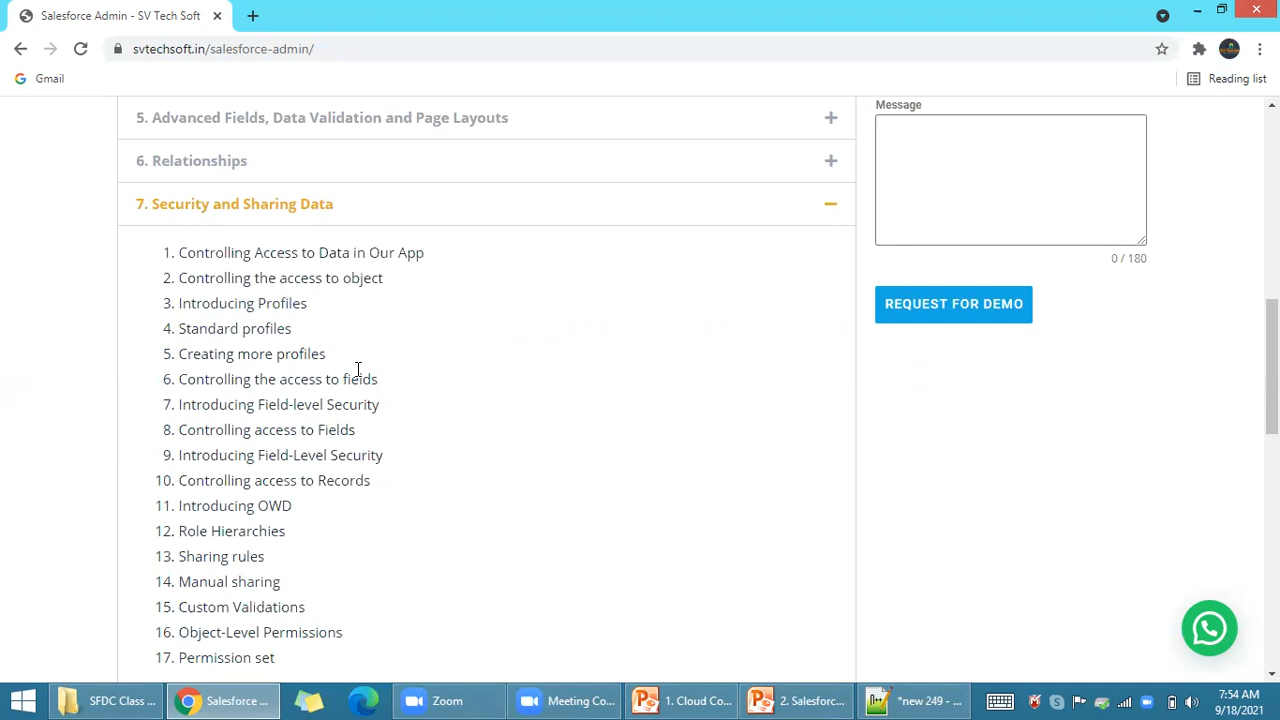 Salesforce Admin - SV Tech Soft
svtechsoft.in/salesforce-admin/
Gmail
Reading list
5. Advanced Fields, Data Validation and Page Layouts
6. Relationships
7. Security and Sharing Data
1. Controlling Access to Data in Our App
2. Controlling the access to object
3. Introducing Profiles
4. Standard profiles
5. Creating more profiles
6. Controlling the access to fields
7. Introducing Field-level Security
8. Controlling access to Fields
9. Introducing Field-Level Security
10. Controlling access to Records
11. Introducing OWD
12. Role Hierarchies
13. Sharing rules
14. Manual sharing
15. Custom Validations
16. Object-Level Permissions
17. Permission set
Message
0 / 180
REQUEST FOR DEMO
SFDC Class ...
Salesforce ...
Zoom
Meeting Co...
1. Cloud Co...
2. Salesforc...
*new 249 - ...
7:54 AM
9/18/2021